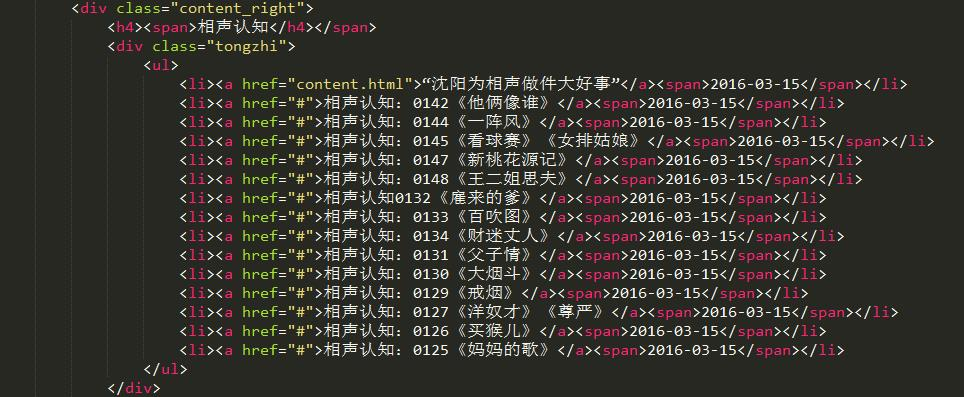 <div class="content_right">
<h4><span>相声认知</h4></span>
<div class="tongzhi">
<ul>
<li><a href="content.html">“沈阳为相声做件大好事”</a><span>2016-03-15</span></li>
<li><a href="#">相声认知：0142《他俩像谁》</a><span>2016-03-15</span></li>
<li><a href="#">相声认知：0144《一阵风》</a><span>2016-03-15</span></li>
<li><a href="#">相声认知：0145《看球赛》《女排姑娘》</a><span>2016-03-15</span></li>
<li><a href="#">相声认知：0147《新桃花源记》</a><span>2016-03-15</span></li>
<li><a href="#">相声认知：0148《王二姐思夫》</a><span>2016-03-15</span></li>
<li><a href="#">相声认知0132《雇来的爹》</a><span>2016-03-15</span></li>
<li><a href="#">相声认知：0133《百吹图》</a><span>2016-03-15</span></li>
<li><a href="#">相声认知：0134《财迷丈人》</a><span>2016-03-15</span></li>
<li><a href="#">相声认知：0131《父子情》</a><span>2016-03-15</span></li>
<li><a href="#">相声认知：0130《大烟斗》</a><span>2016-03-15</span></li>
<li><a href="#">相声认知：0129《戒烟》</a><span>2016-03-15</span></li>
<li><a href="#">相声认知：0127《洋奴才》《尊严》</a><span>2016-03-15</span></li>
<li><a href="#">相声认知：0126《买猴儿》</a><span>2016-03-15</span></li>
<li><a href="#">相声认知：0125《妈妈的歌》</a><span>2016-03-15</span></li>
</ul>
</div>